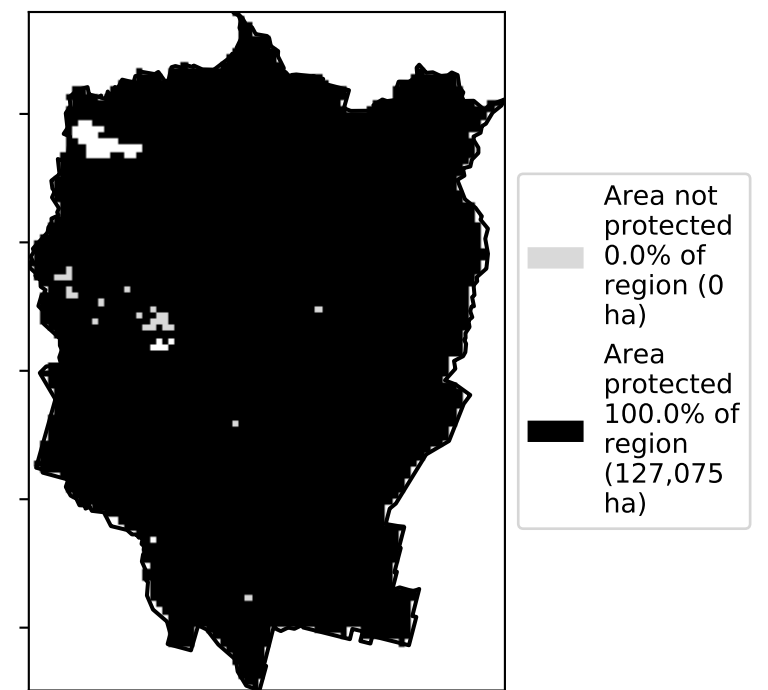 Area not
protected
0.0% of
region (0
ha)
Area
protected
100.0% of
region
(127,075
ha)